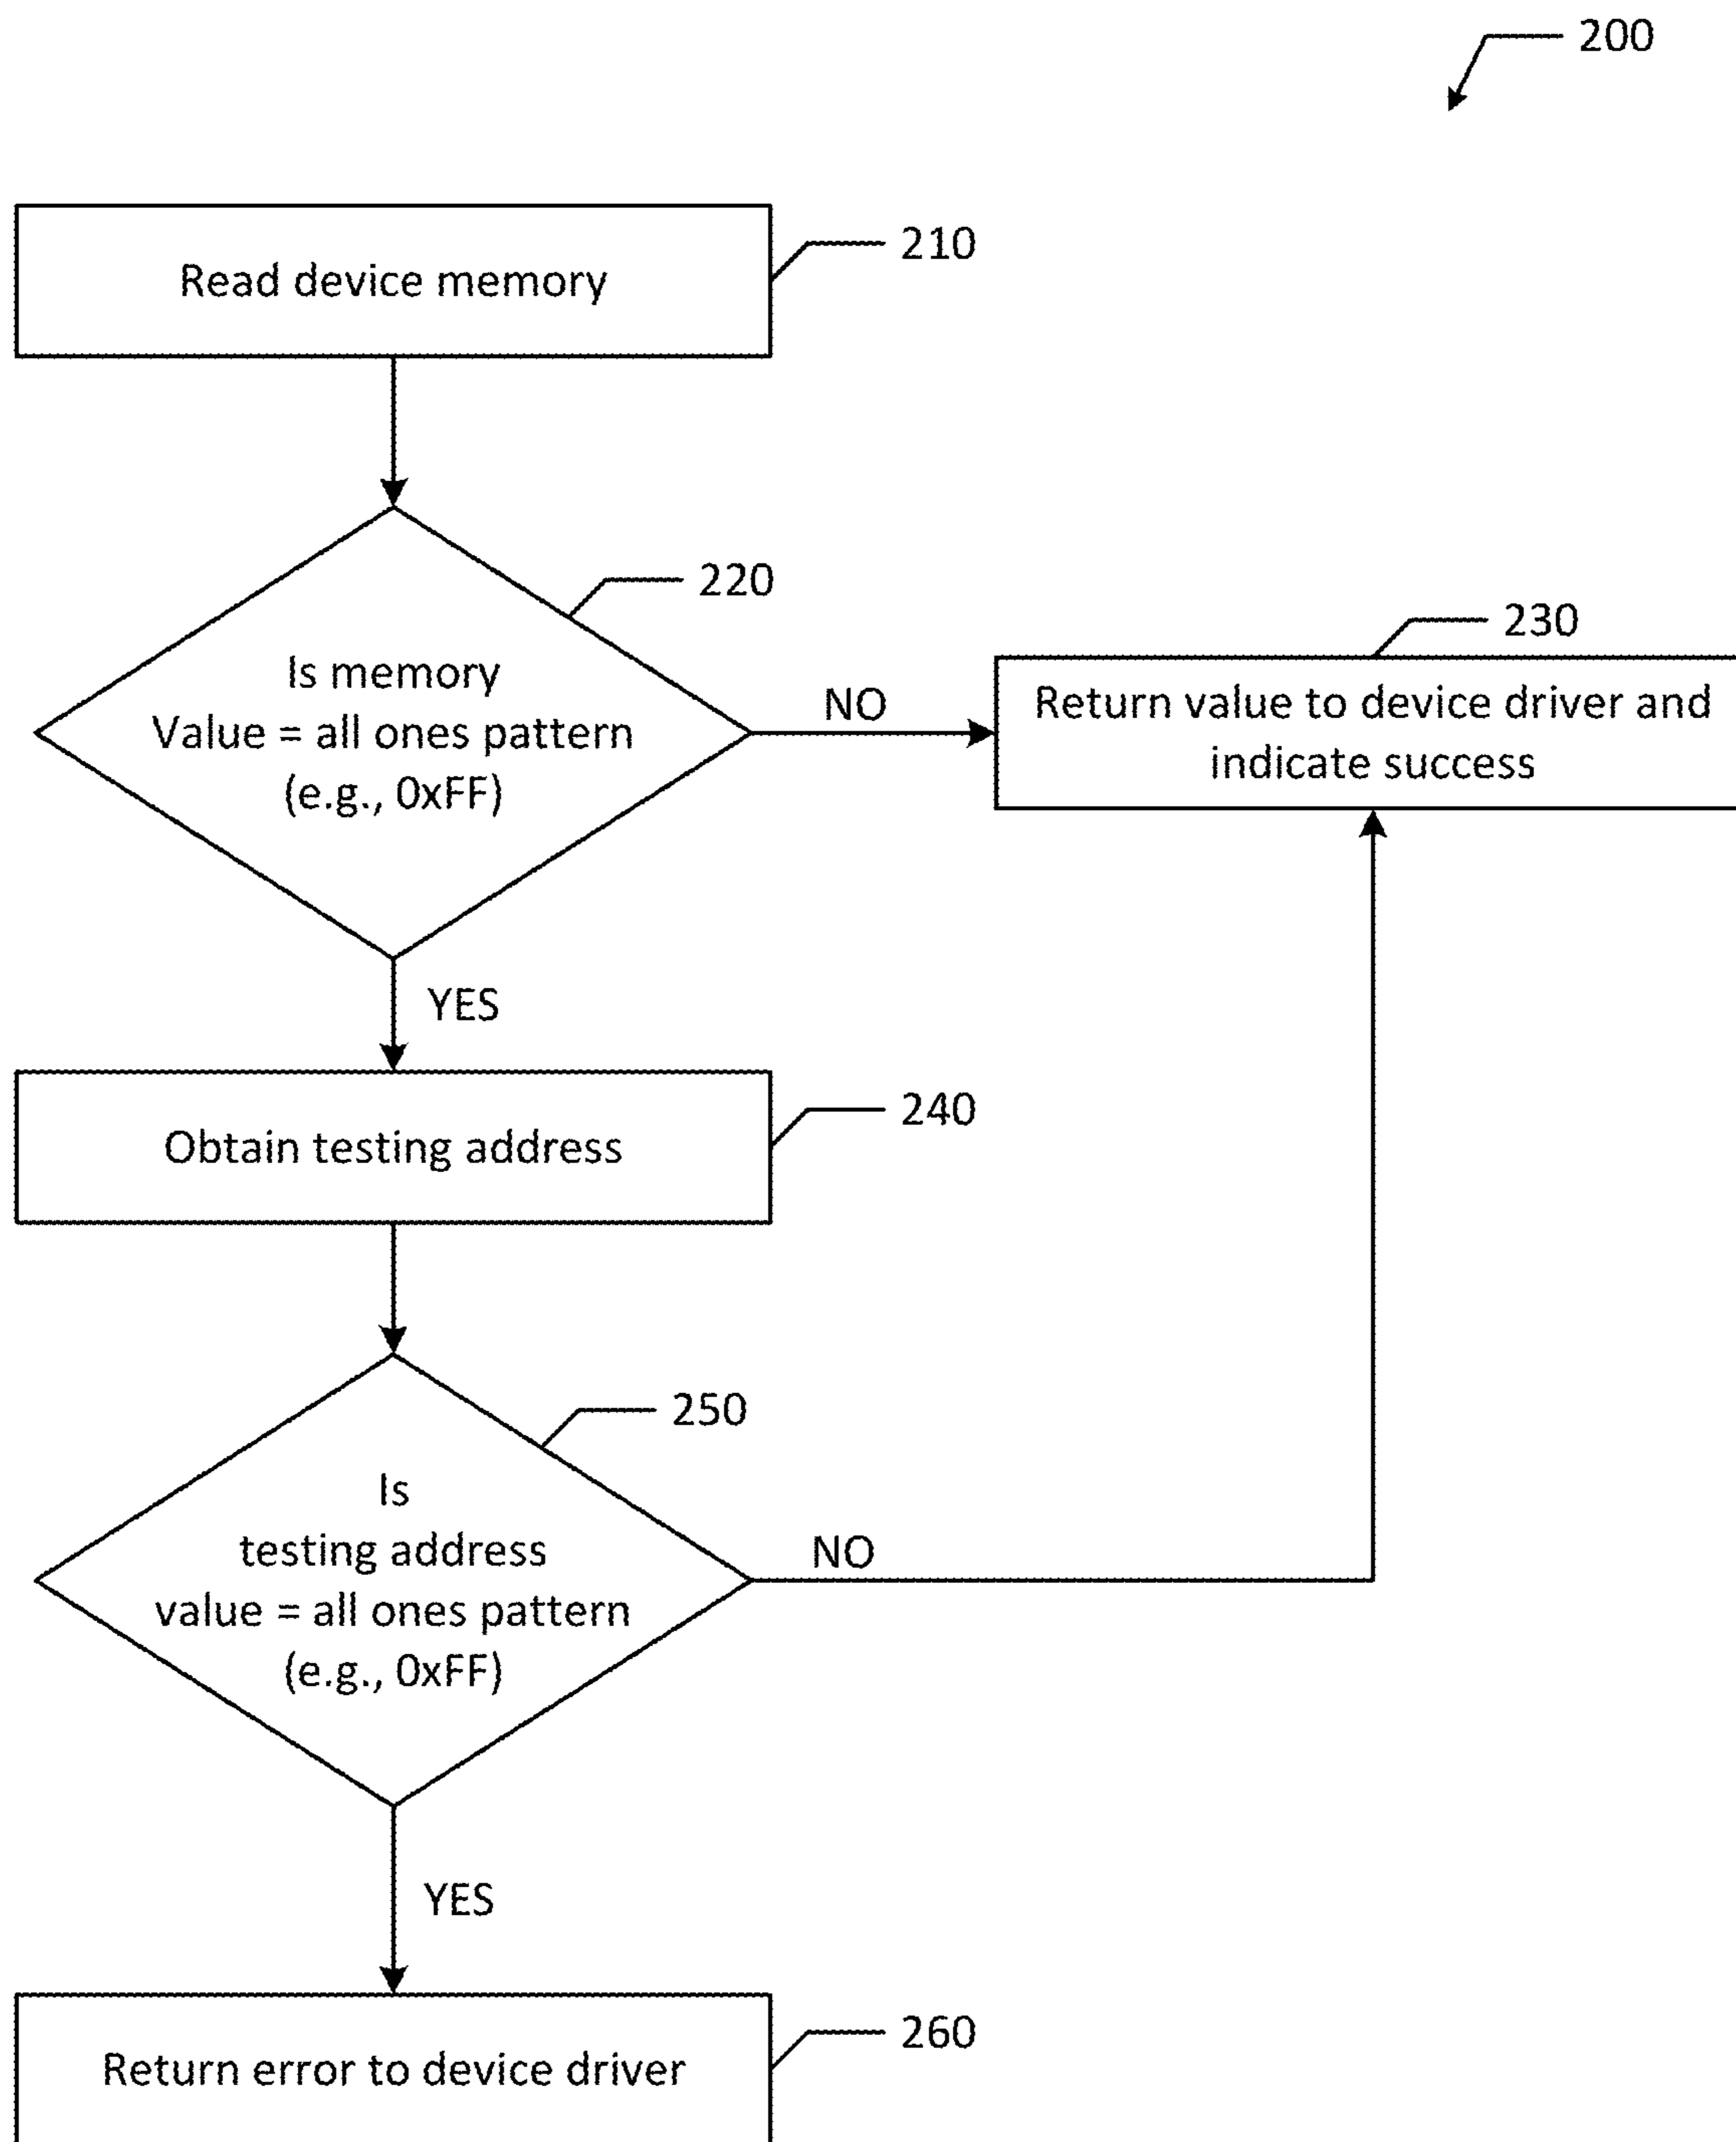 200
210
Read device memory
220
Is memory
Value = all ones pattern
(e.g., 0xFF)
NO
230
Return value to device driver and
indicate success
YES
240
Obtain testing address
250
Is
testing address
value = all ones pattern
(e.g., 0xFF)
NO
YES
260
Return error to device driver